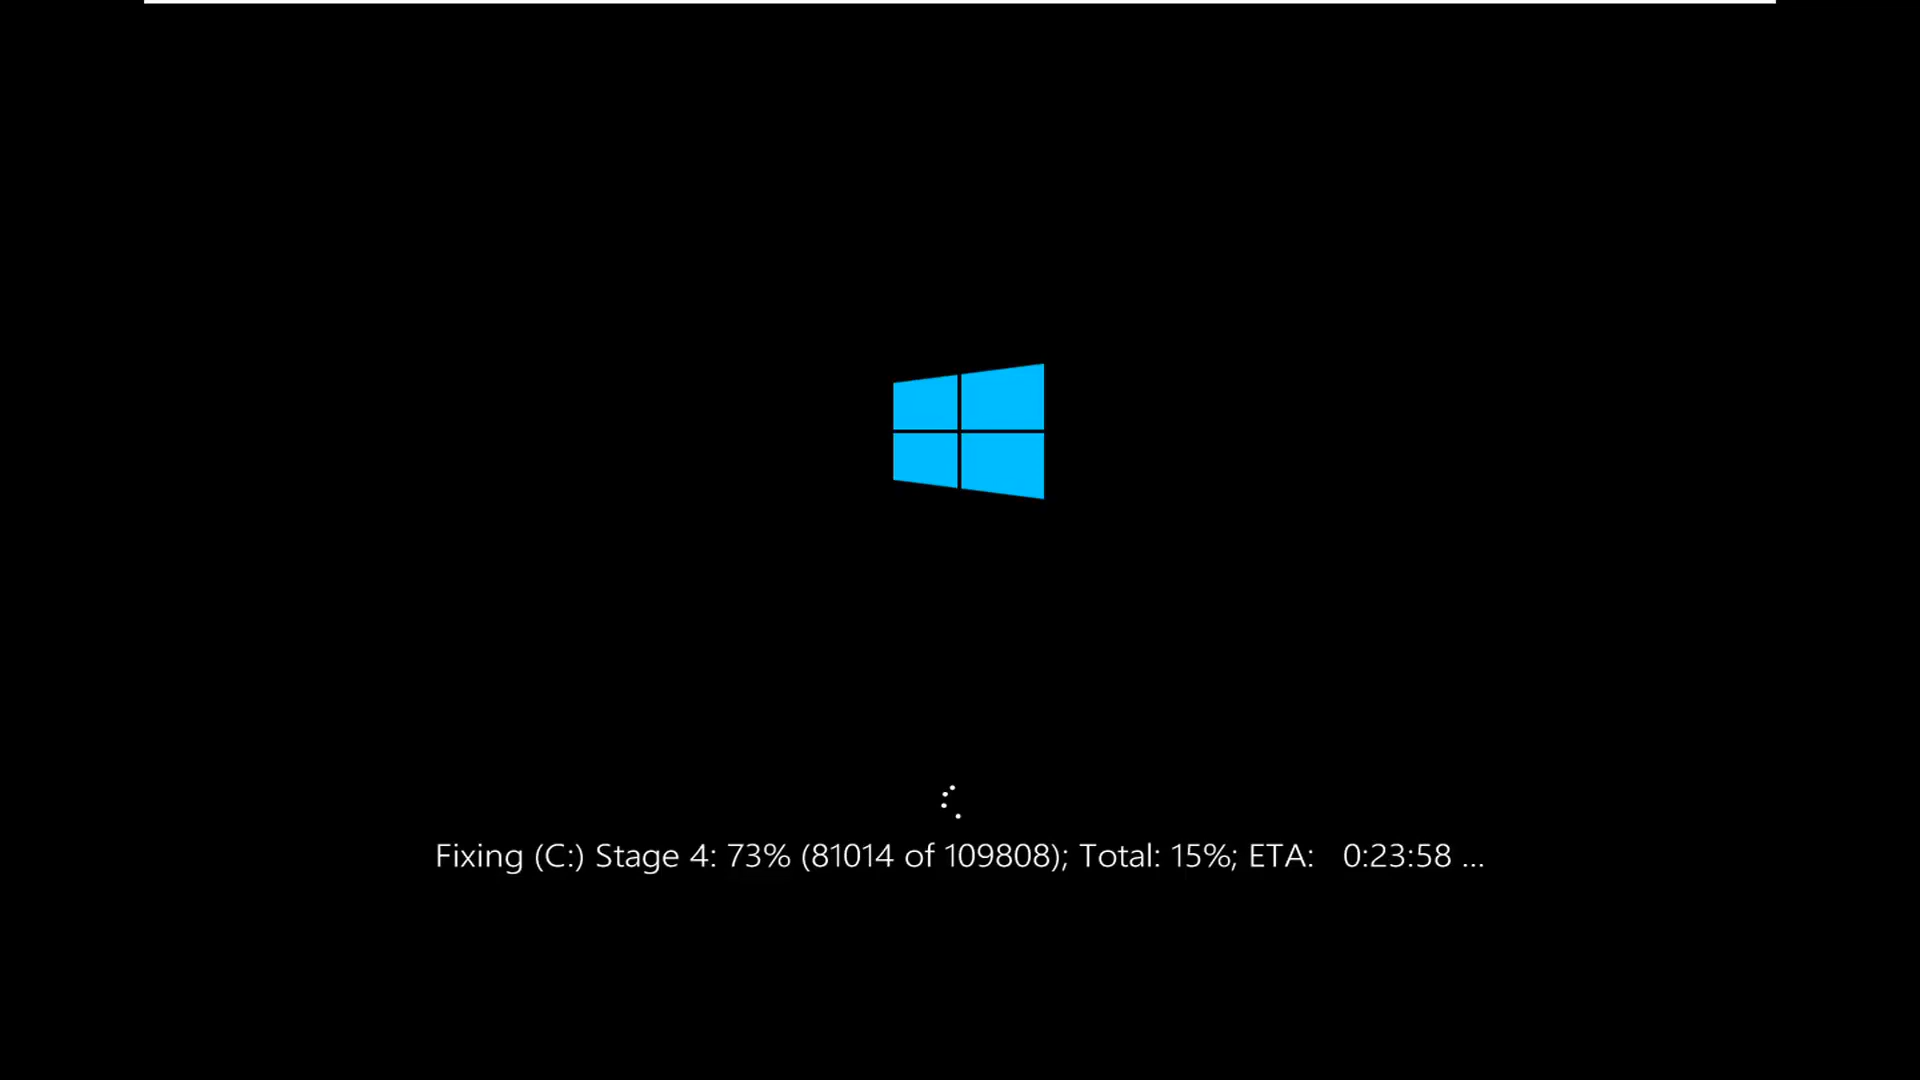 Fixing (C:) Stage 4: 73% (81014 of 109808); Total: 15%; ETA:   0:23:58 ...